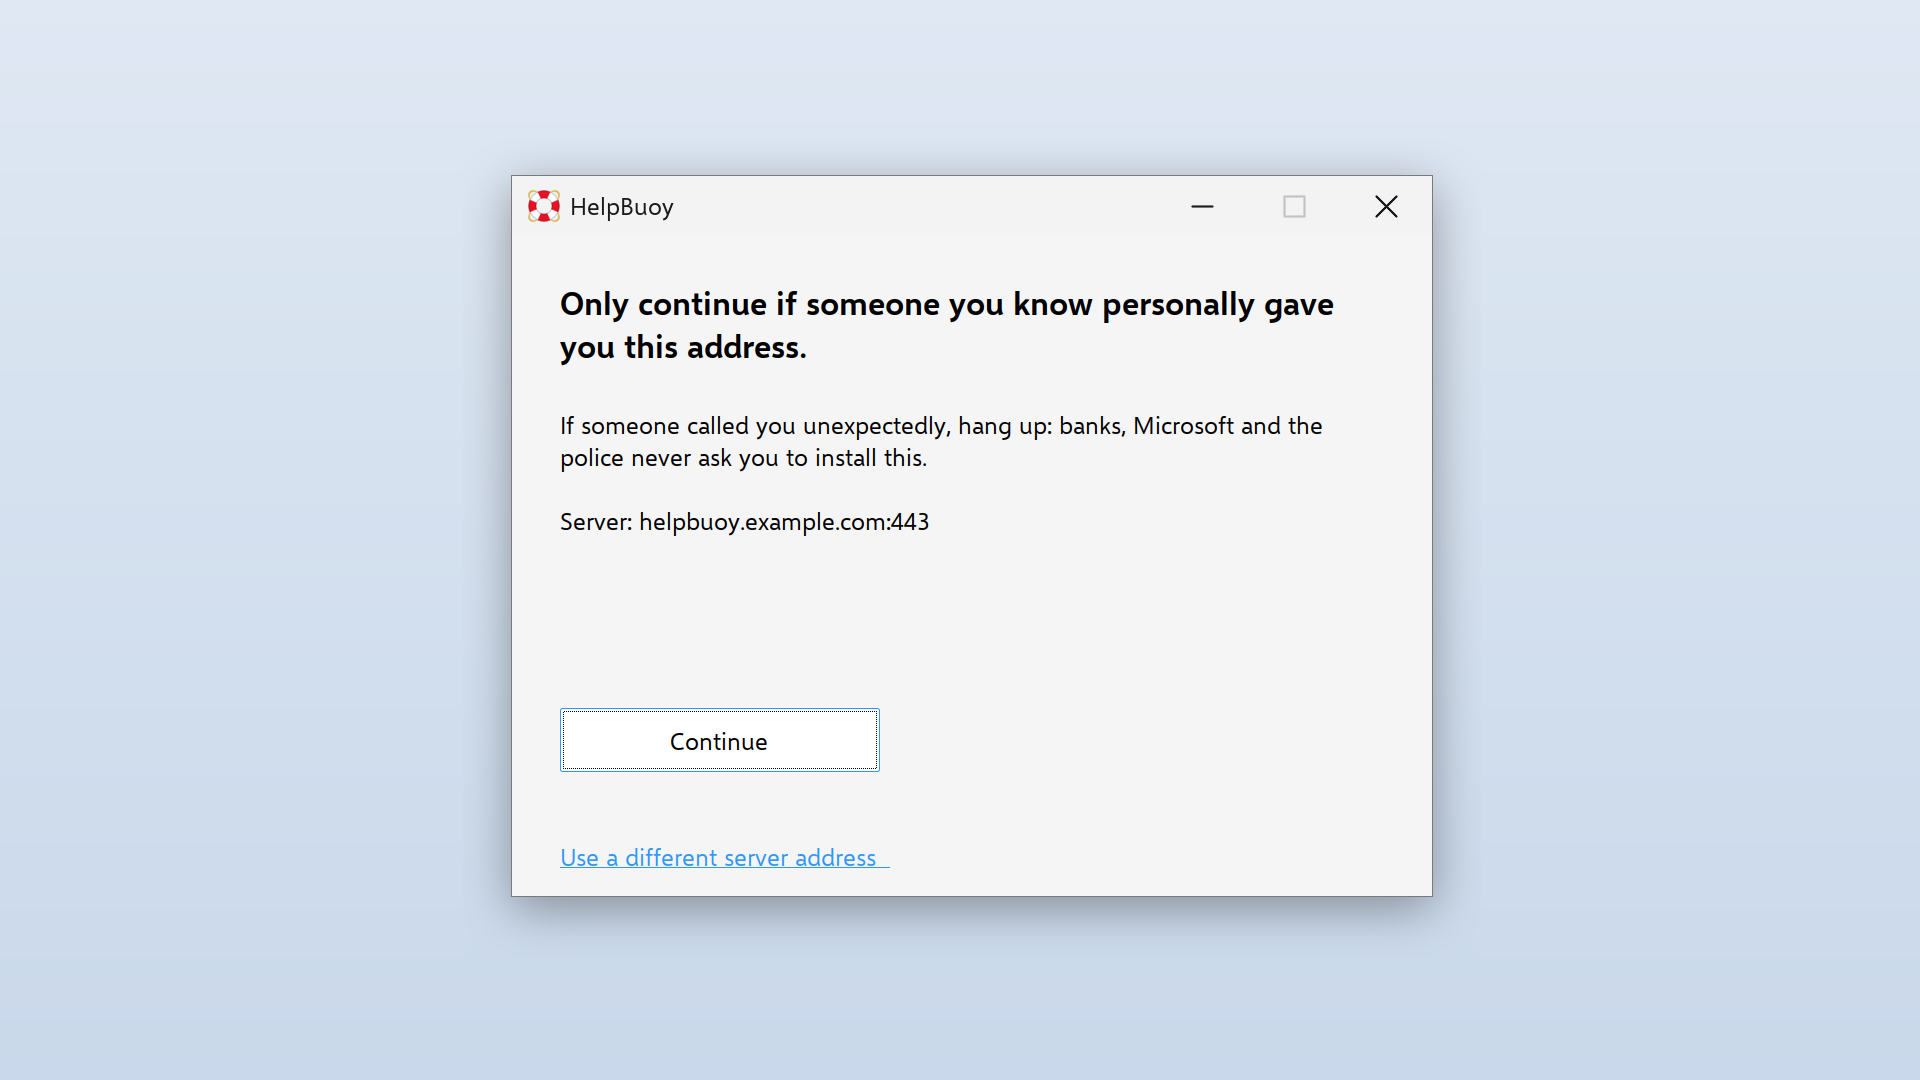 HelpBuoy
Only continue if someone you know personally gave
you this address.
If someone called you unexpectedly, hang up: banks, Microsoft and the
police never ask you to install this.
Server: helpbuoy.example.com:443
Continue
Use a different server address